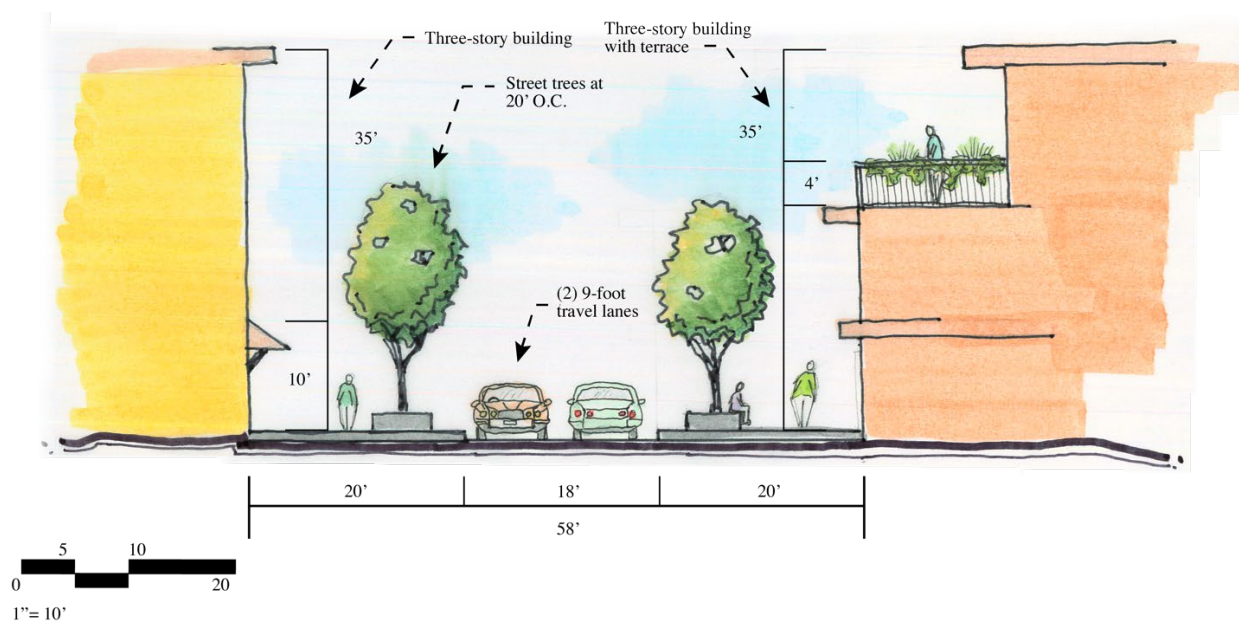 Three-story building
Three-story building
with terrace
Street trees at
20’ O.C.
35’
35’
4’
(2) 9-foot
travel lanes
10’
20’
18’
20’
58’
5
10
0
20
1”= 10’